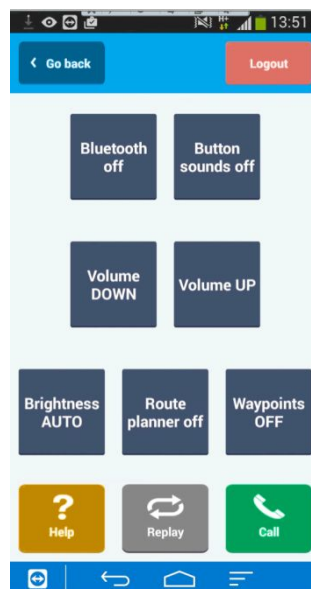 13:51
Go back
Logout
Bluetooth
off
Button
sounds off
Volume
DOWN
Volume UP
Brightness
AUTO
Route
planner off
Waypoints
OFF
?
Help
Replay
Call